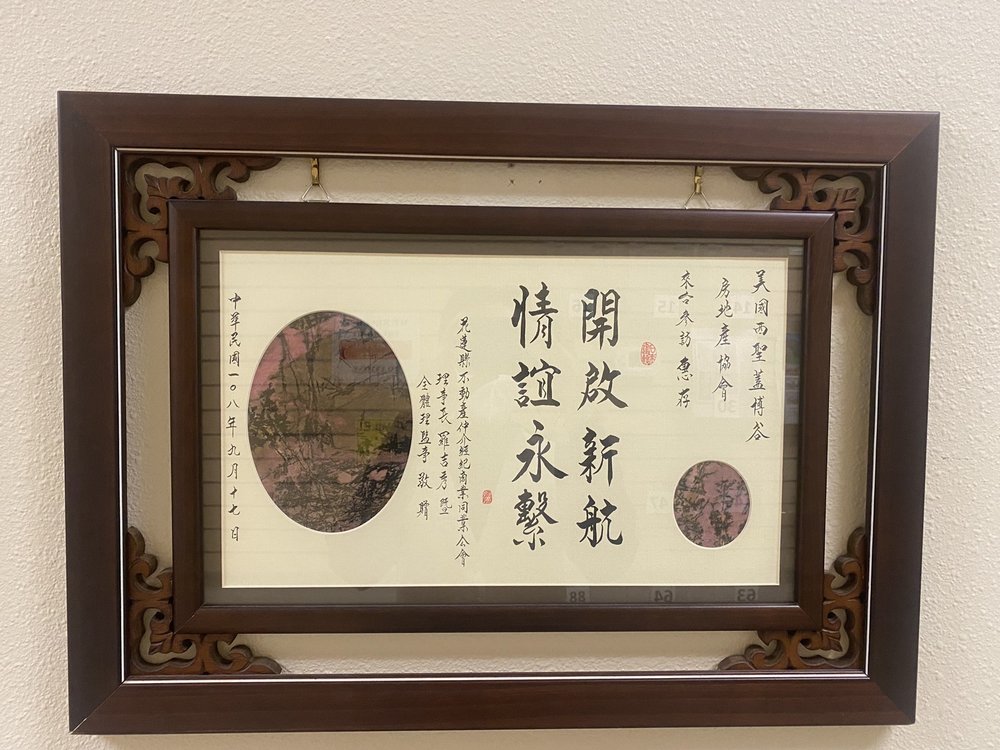 美國西聖蓋博谷
房地產協會
來台參訪 惠存
開啟新航
情誼永繫
花蓮縣不動產仲介經紀商業同業公會
理事長 羅吉彥 暨
全體理監事 敬贈
中華民國一〇八年九月十七日